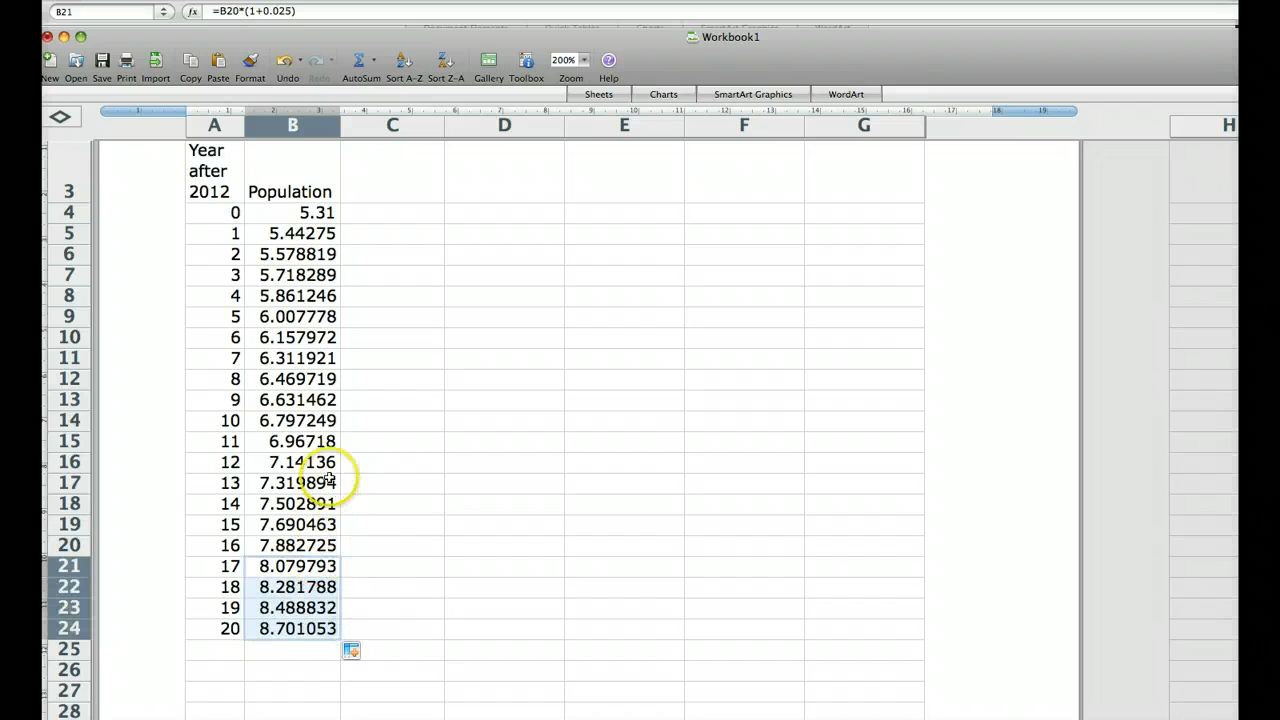 B21 fx =B20*(1+0.025)
Workbook1
New Open Save Print Import Copy Paste Format Undo Redo AutoSum Sort A-Z Sort Z-A Gallery Toolbox 200% Zoom Help
Sheets Charts SmartArt Graphics WordArt
A B C D E F G H
Year
after
3 2012 Population
4 0 5.31
5 1 5.44275
6 2 5.578819
7 3 5.718289
8 4 5.861246
9 5 6.007778
10 6 6.157972
11 7 6.311921
12 8 6.469719
13 9 6.631462
14 10 6.797249
15 11 6.96718
16 12 7.14136
17 13 7.319894
18 14 7.502891
19 15 7.690463
20 16 7.882725
21 17 8.079793
22 18 8.281788
23 19 8.488832
24 20 8.701053
25
26
27
28